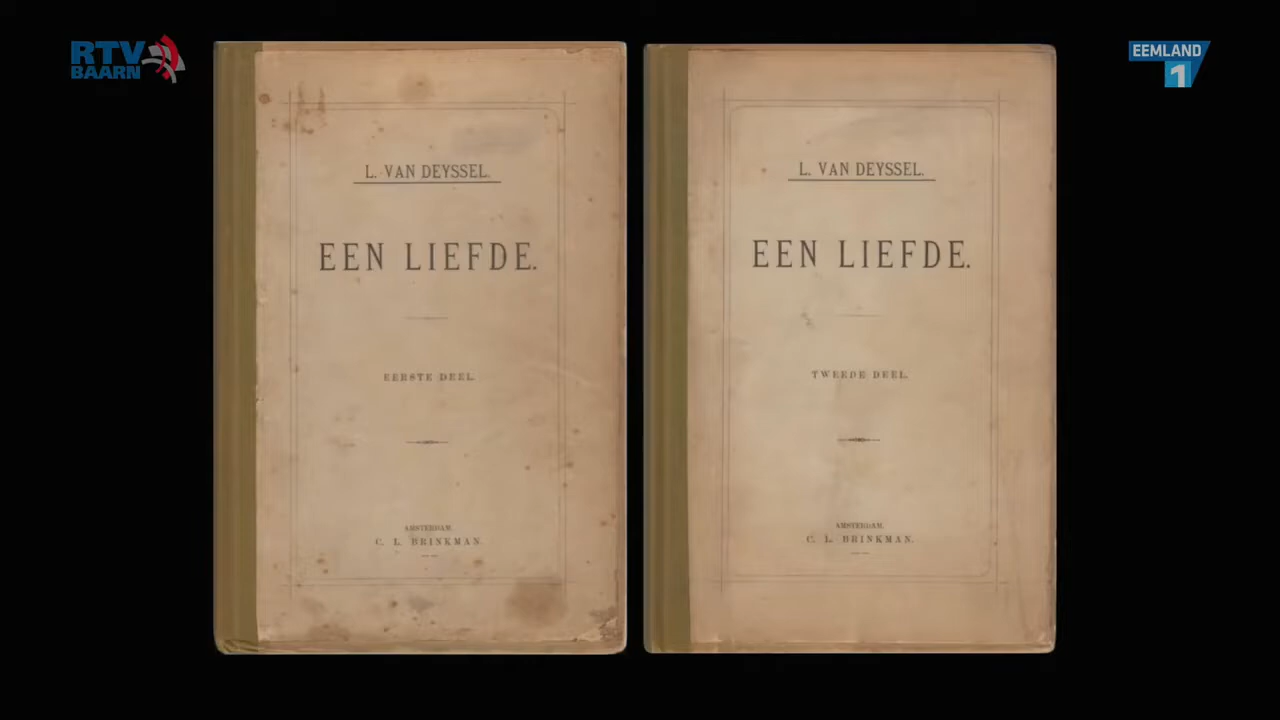 RTV
BAARN
EEMLAND
1
L. VAN DEYSSEL.
EEN LIEFDE.
EERSTE DEEL.
AMSTERDAM.
C. L. BRINKMAN.
L. VAN DEYSSEL.
EEN LIEFDE.
TWEEDE DEEL.
AMSTERDAM.
C. L. BRINKMAN.